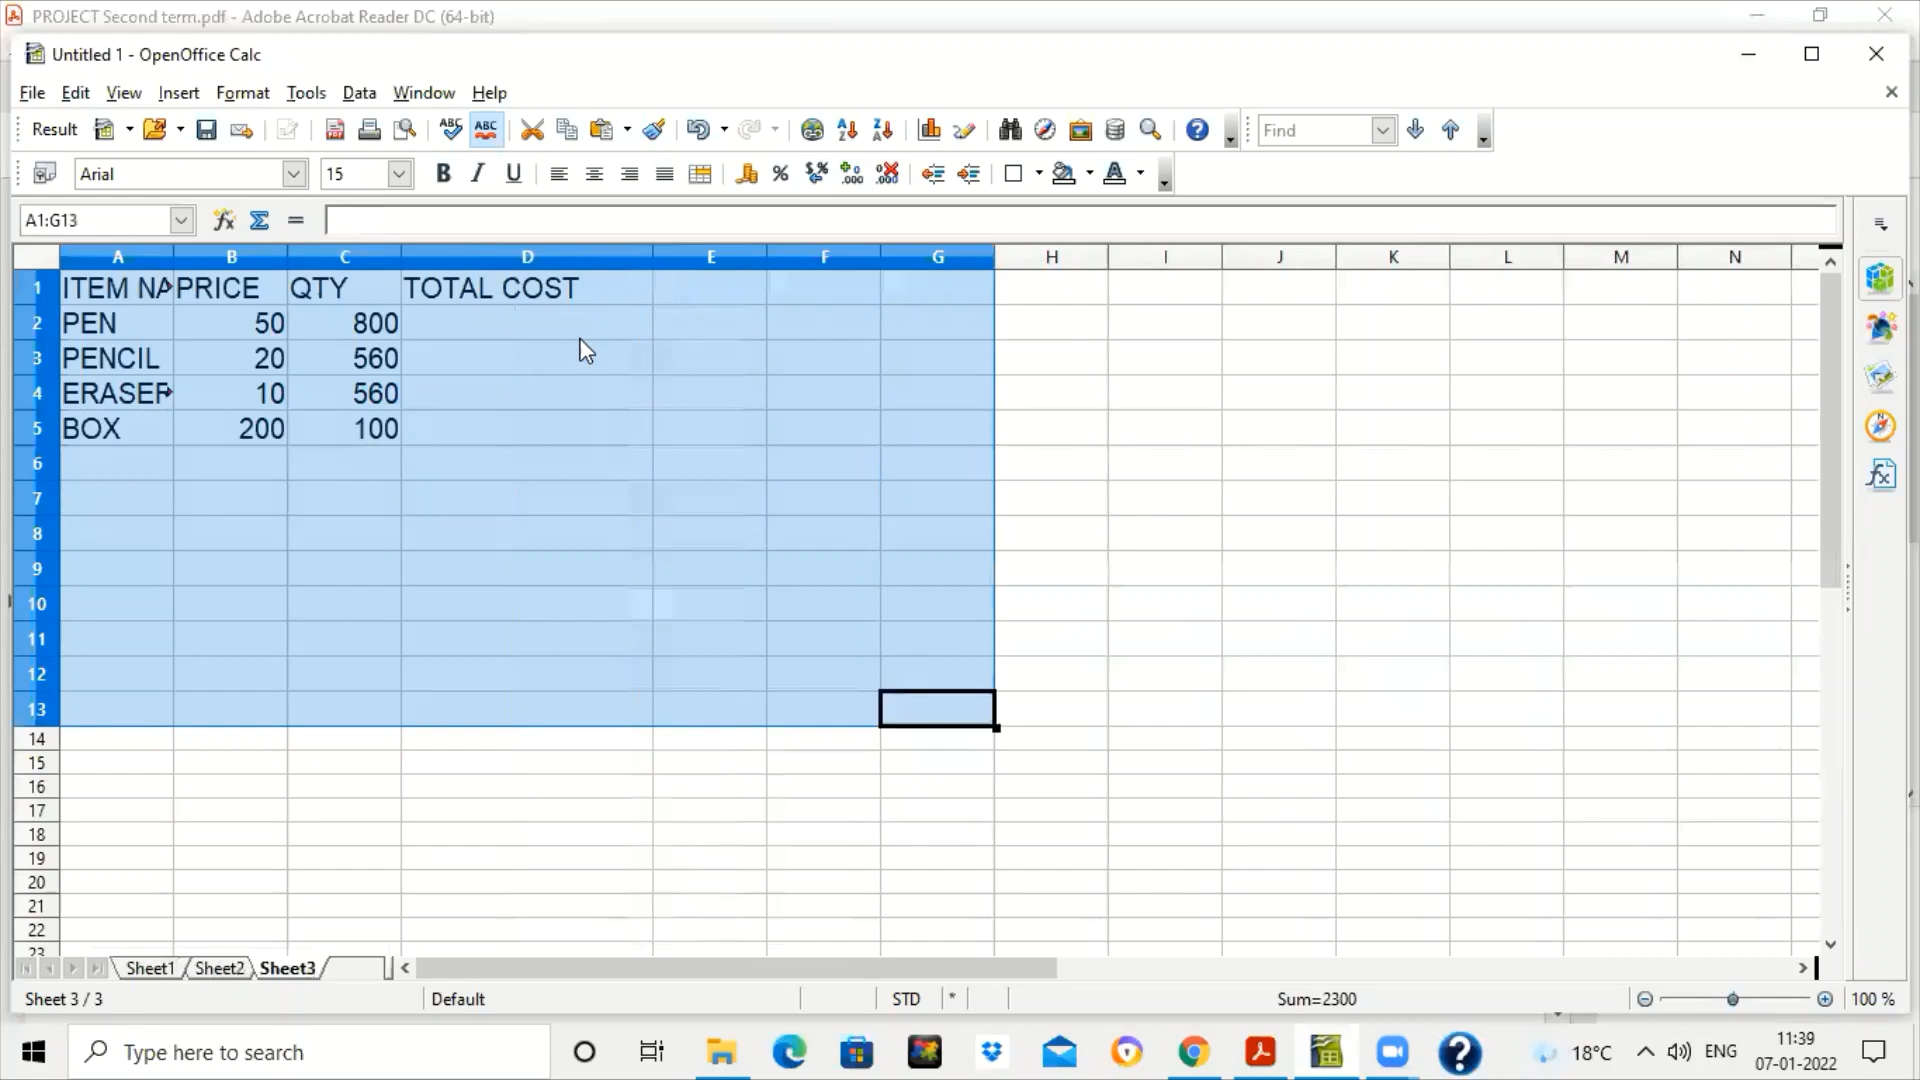 PROJECT Second term.pdf - Adobe Acrobat Reader DC (64-bit)
Untitled 1 - OpenOffice Calc
File Edit View Insert Format Tools Data Window Help
Result Find
Arial 15
A1:G13
A B C D E F G H I J K L M N
1 ITEM NA PRICE QTY TOTAL COST
2 PEN 50 800
3 PENCIL 20 560
4 ERASER 10 560
5 BOX 200 100
6
7
8
9
10
11
12
13
14
15
16
17
18
19
20
21
22
23
Sheet1 Sheet2 Sheet3
Sheet 3 / 3 Default STD * Sum=2300 100 %
Type here to search 18°C ENG 11:39
07-01-2022